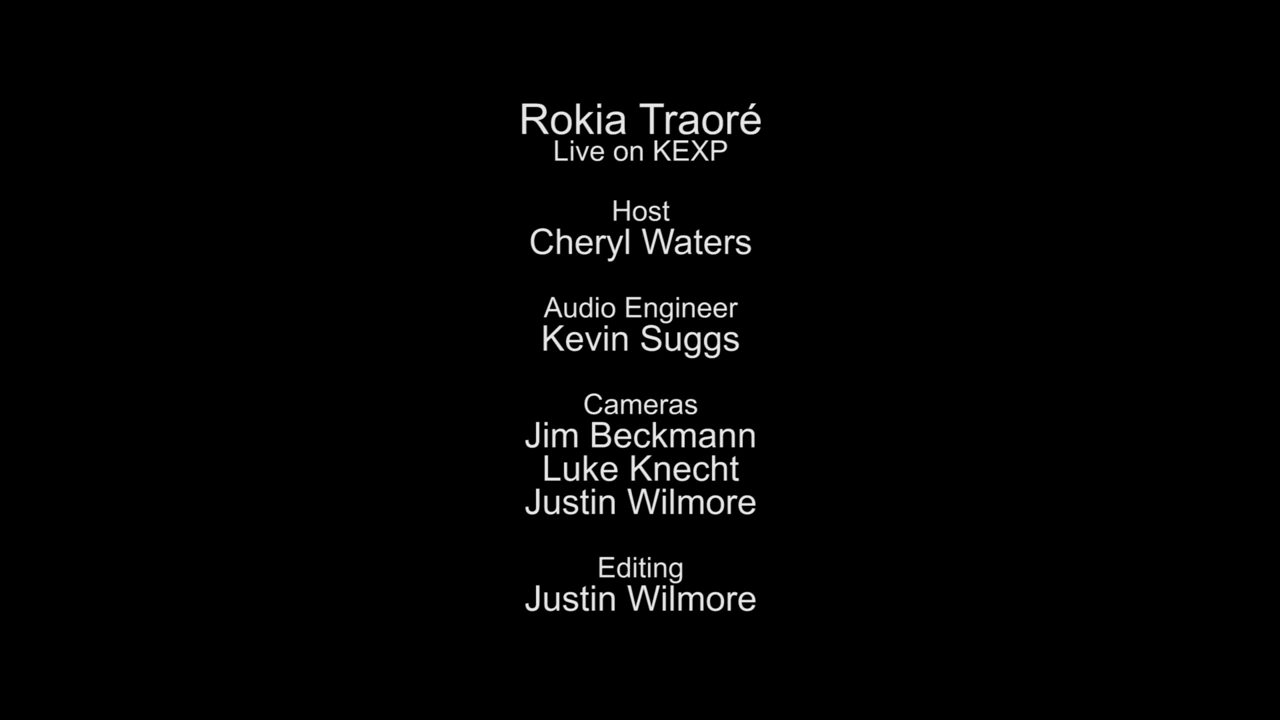 Rokia Traoré
Live on KEXP
Host
Cheryl Waters
Audio Engineer
Kevin Suggs
Cameras
Jim Beckmann
Luke Knecht
Justin Wilmore
Editing
Justin Wilmore